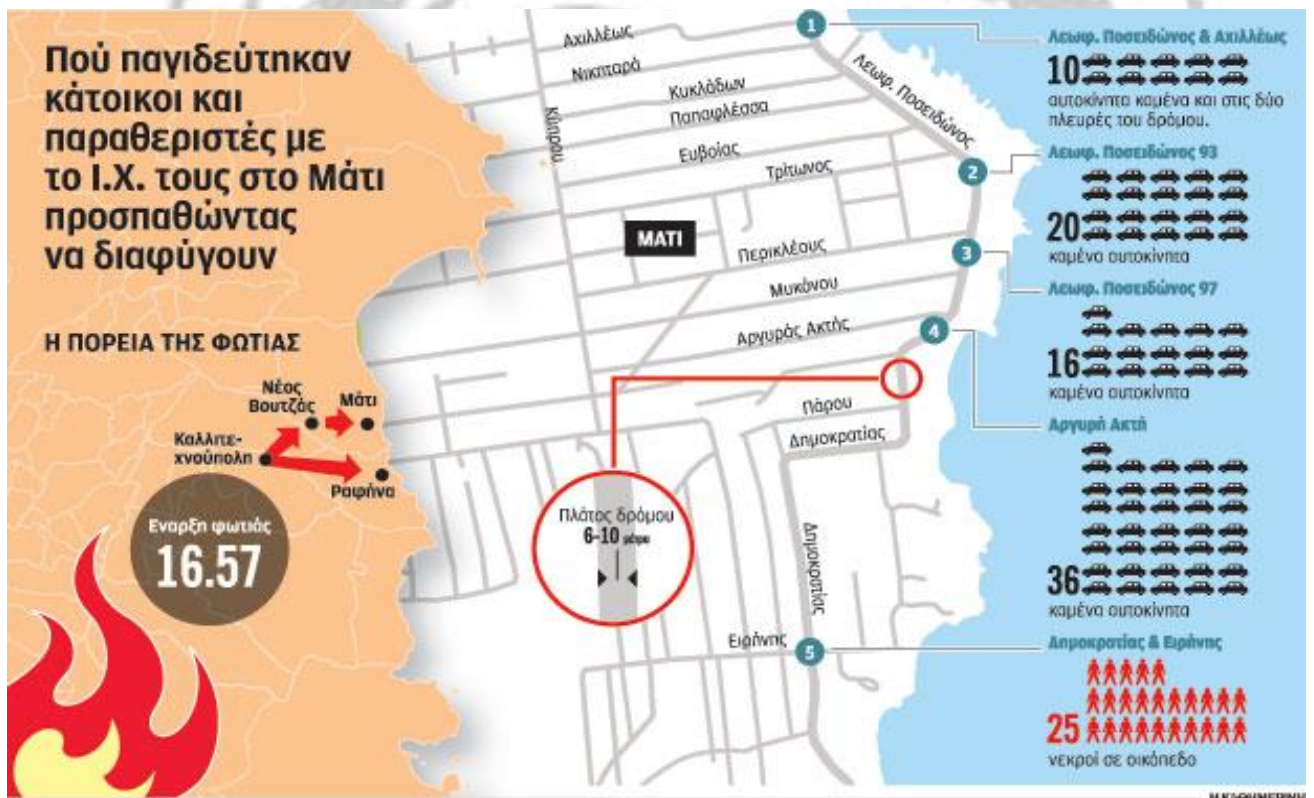 Πού παγιδεύτηκαν
κάτοικοι και
παραθεριστές με
το Ι.Χ. τους στο Μάτι
προσπαθώντας
να διαφύγουν
Η ΠΟΡΕΙΑ ΤΗΣ ΦΩΤΙΑΣ
Νέος
Βουτζάς
Μάτι
Καλλιτε-
χνούπολη
Ραφήνα
Εναρξη φωτιάς
16.57
Αχιλλέως
Νικηταρά
Κυκλάδων
Παπαφλέσσα
Ευβοίας
Τρίτωνος
Κύπρου
Λεωφ. Ποσειδώνος
ΜΑΤΙ
Περικλέους
Μυκόνου
Αργυράς Ακτής
Πάρου
Δημοκρατίας
Δημοκρατίας
Ειρήνης
Πλάτος δρόμου
6-10 μέτρα
1
2
3
4
5
Λεωφ. Ποσειδώνος & Αχιλλέως
10
αυτοκίνητα καμένα και στις δύο
πλευρές του δρόμου.
Λεωφ. Ποσειδώνος 93
20
καμένα αυτοκίνητα
Λεωφ. Ποσειδώνος 97
16
καμένα αυτοκίνητα
Αργυρή Ακτή
36
καμένα αυτοκίνητα
Δημοκρατίας & Ειρήνης
25
νεκροί σε οικόπεδο
Η ΚΑΘΗΜΕΡΙΝΗ